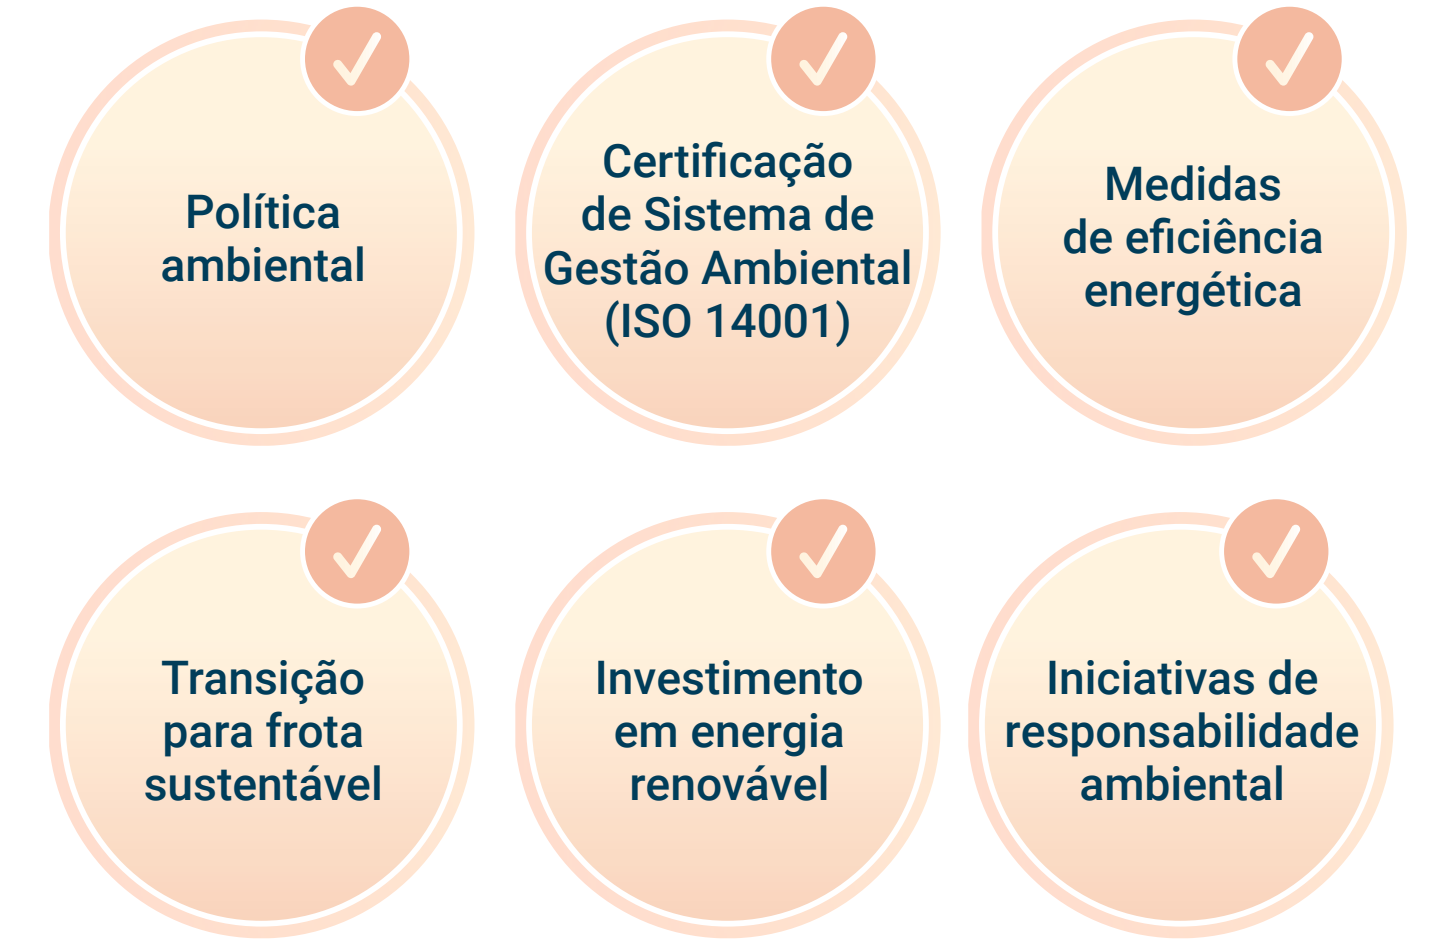 Política
ambiental
Certificação
de Sistema de
Gestão Ambiental
(ISO 14001)
Medidas
de eficiência
energética
Transição
para frota
sustentável
Investimento
em energia
renovável
Iniciativas de
responsabilidade
ambiental